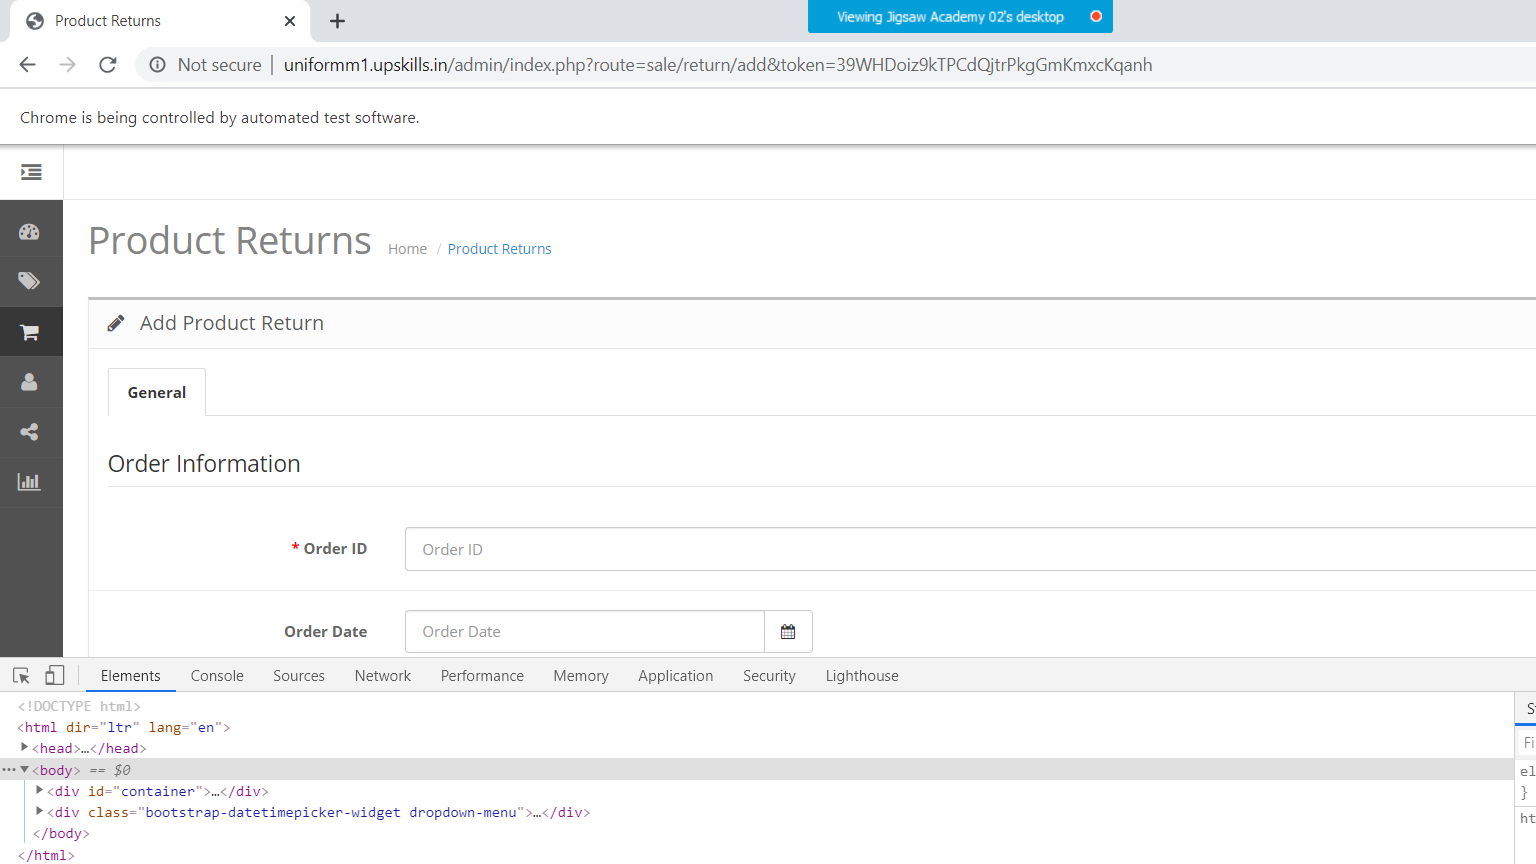 Product Returns
Viewing Jigsaw Academy 02's desktop
Not secure | uniformm1.upskills.in/admin/index.php?route=sale/return/add&token=39WHDoiz9kTPCdQjtrPkgGmKmxcKqanh
Chrome is being controlled by automated test software.
Product Returns Home / Product Returns
Add Product Return
General
Order Information
* Order ID Order ID
Order Date Order Date
Elements Console Sources Network Performance Memory Application Security Lighthouse
<!DOCTYPE html>
<html dir="ltr" lang="en">
<head>…</head>
<body> == $0
<div id="container">…</div>
<div class="bootstrap-datetimepicker-widget dropdown-menu">…</div>
</body>
</html>
St
Fi
el
}
ht